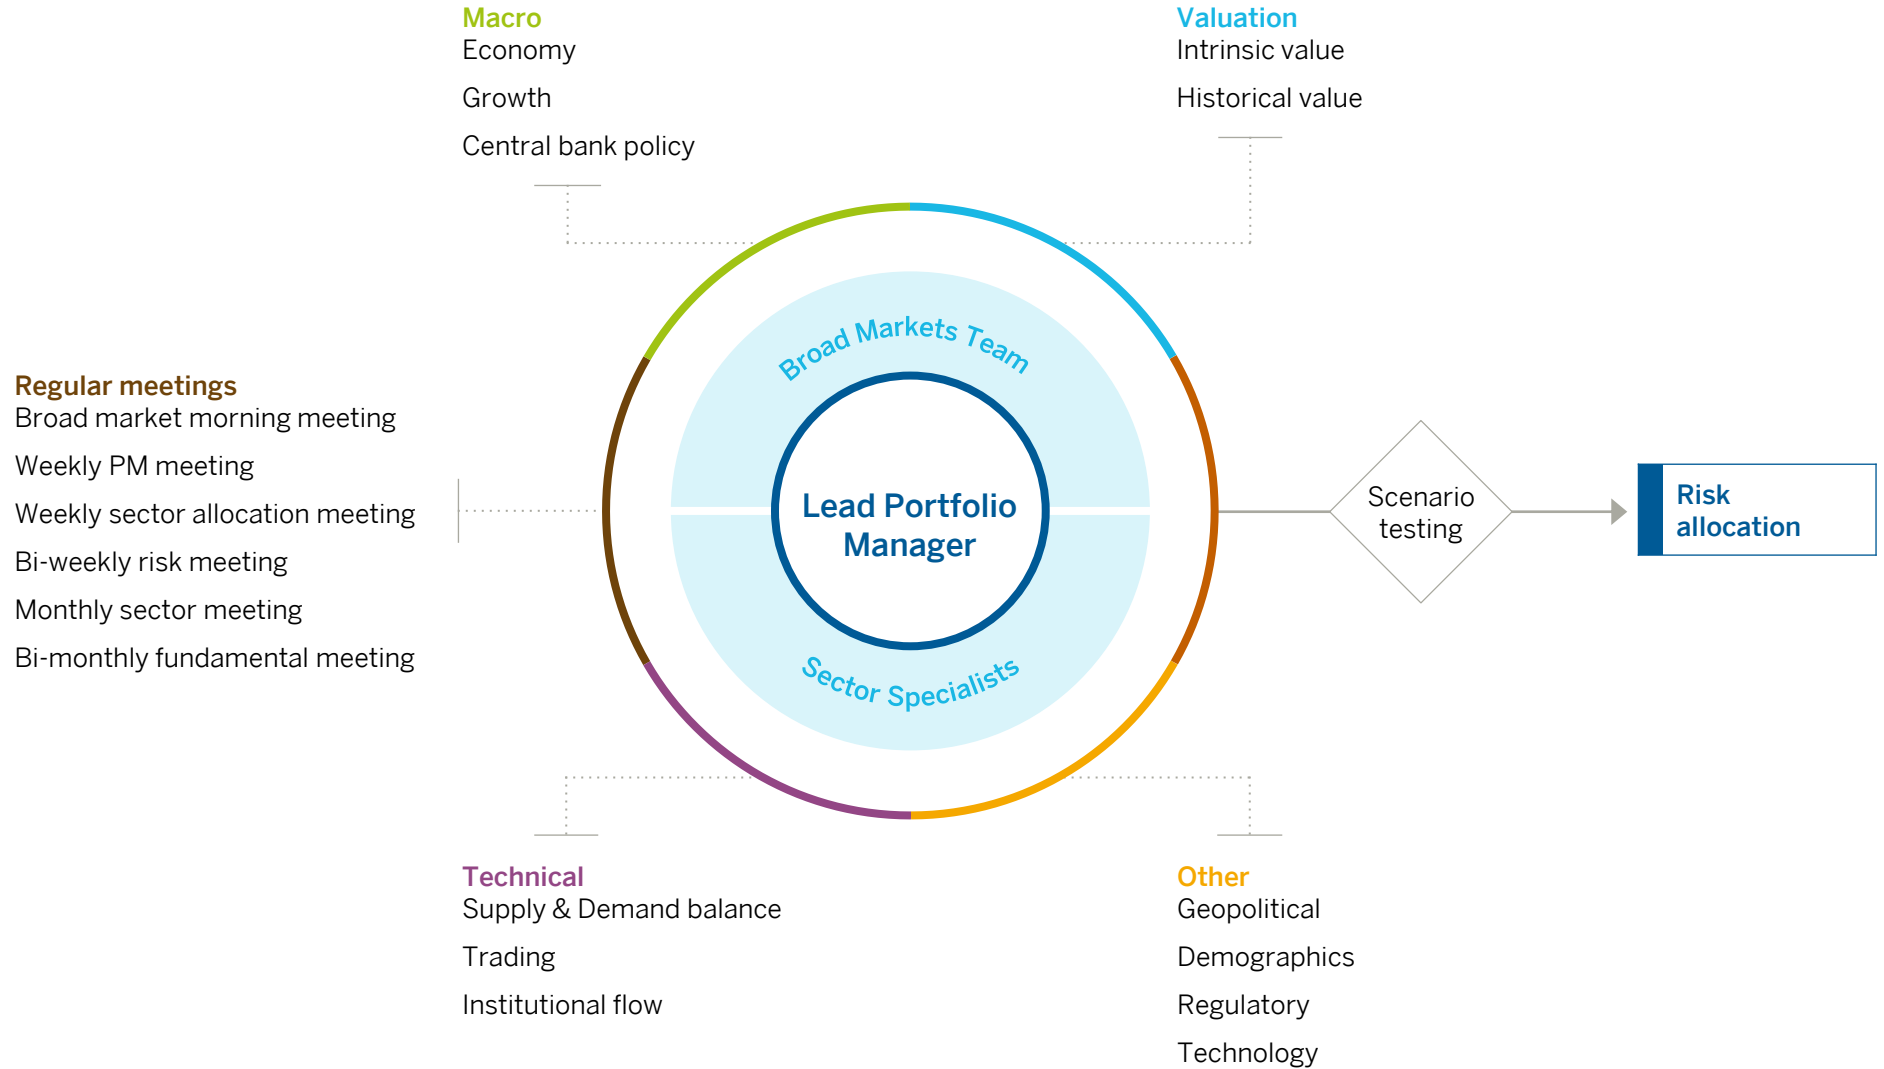 Macro
Economy
Growth
Central bank policy
Valuation
Intrinsic value
Historical value
Regular meetings
Broad market morning meeting
Weekly PM meeting
Weekly sector allocation meeting
Bi-weekly risk meeting
Monthly sector meeting
Bi-monthly fundamental meeting
Broad Markets Team
Lead Portfolio
Manager
Sector Specialists
Scenario
testing
Risk
allocation
Technical
Supply & Demand balance
Trading
Institutional flow
Other
Geopolitical
Demographics
Regulatory
Technology